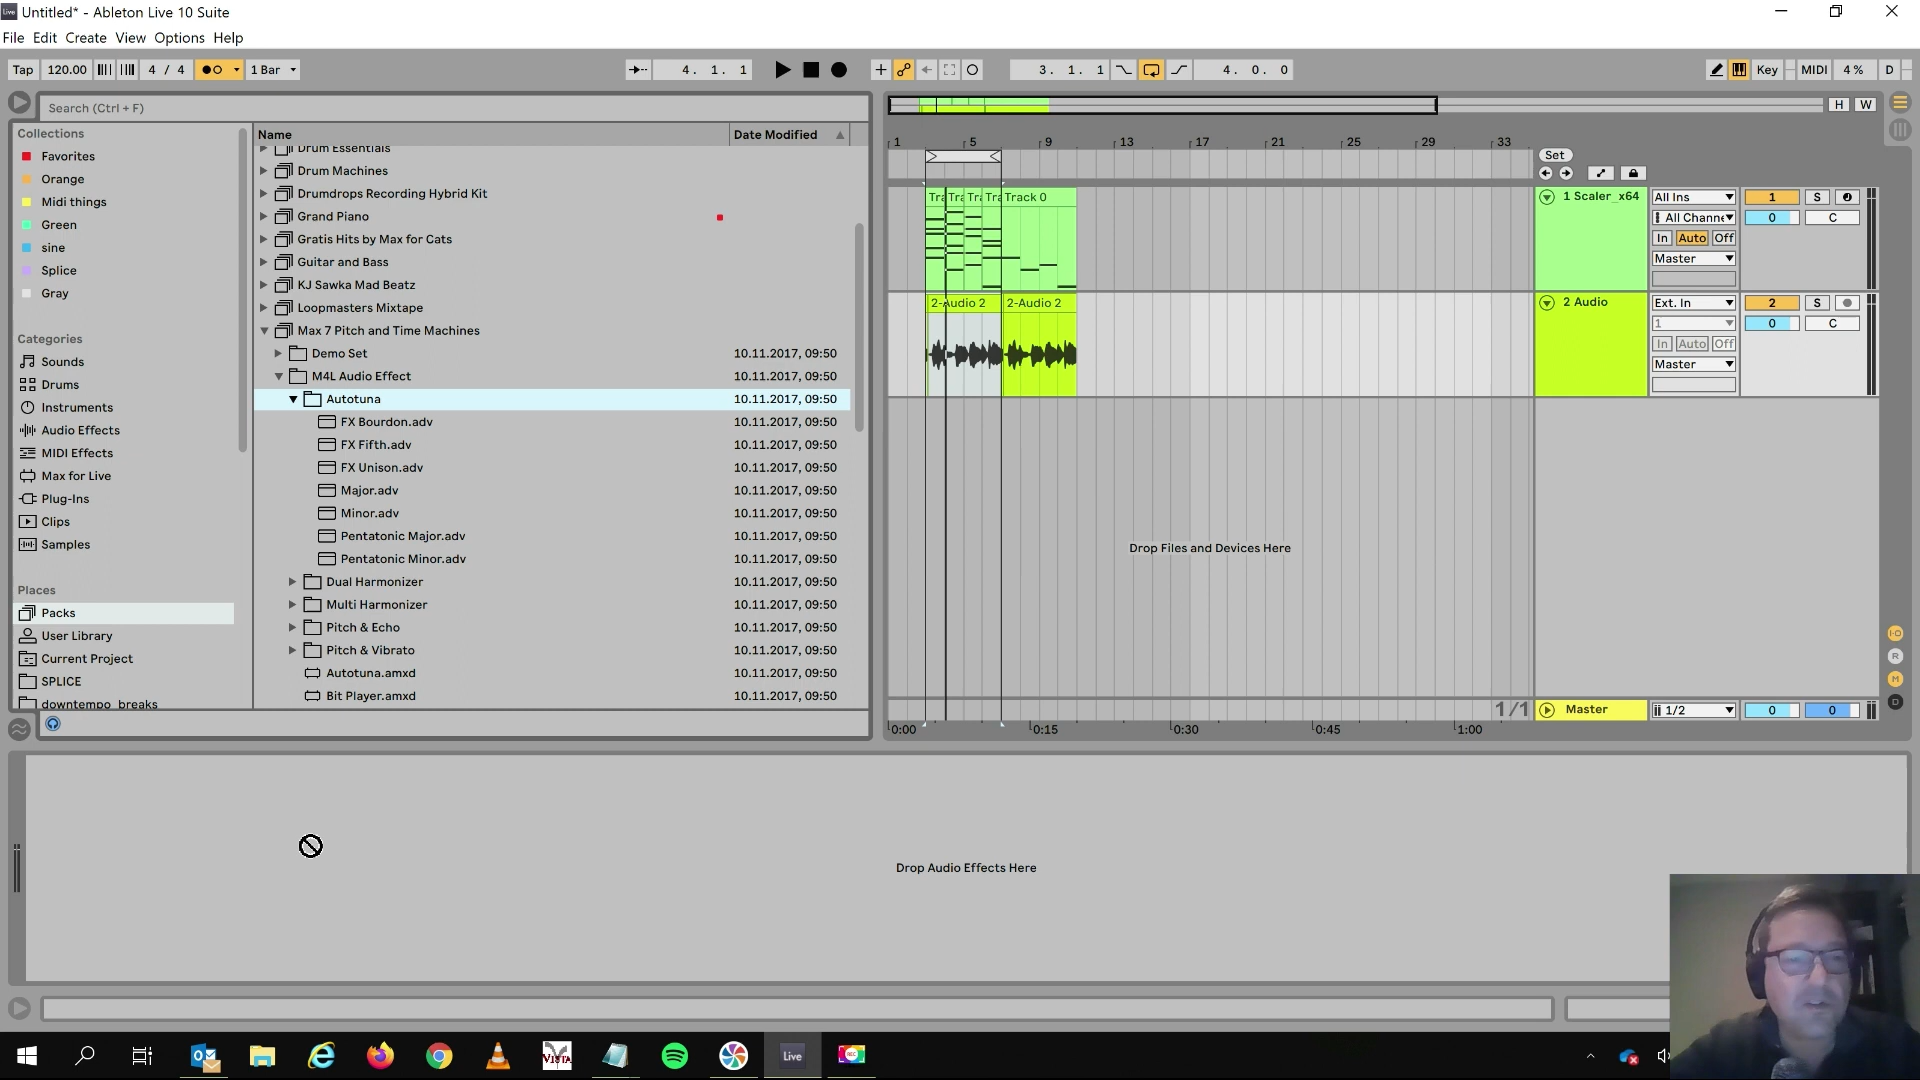 Live Untitled* - Ableton Live 10 Suite
File Edit Create View Options Help
Tap 120.00 4 / 4 1 Bar 4. 1. 1 3. 1. 1 4. 0. 0 Key MIDI 4 % D
Search (Ctrl + F) H W
Collections Name Date Modified
Favorites Drum Essentials
Orange Drum Machines
Midi things Drumdrops Recording Hybrid Kit
Green Grand Piano
sine Gratis Hits by Max for Cats
Splice Guitar and Bass
Gray KJ Sawka Mad Beatz
Loopmasters Mixtape
Categories Max 7 Pitch and Time Machines
Sounds Demo Set 10.11.2017, 09:50
Drums M4L Audio Effect 10.11.2017, 09:50
Instruments Autotuna 10.11.2017, 09:50
Audio Effects FX Bourdon.adv 10.11.2017, 09:50
MIDI Effects FX Fifth.adv 10.11.2017, 09:50
Max for Live FX Unison.adv 10.11.2017, 09:50
Plug-Ins Major.adv 10.11.2017, 09:50
Clips Minor.adv 10.11.2017, 09:50
Samples Pentatonic Major.adv 10.11.2017, 09:50
Pentatonic Minor.adv 10.11.2017, 09:50
Places Dual Harmonizer 10.11.2017, 09:50
Packs Multi Harmonizer 10.11.2017, 09:50
User Library Pitch & Echo 10.11.2017, 09:50
Current Project Pitch & Vibrato 10.11.2017, 09:50
SPLICE Autotuna.amxd 10.11.2017, 09:50
downtempo_breaks Bit Player.amxd 10.11.2017, 09:50
1 5 9 13 17 21 25 29 33
Set
Tra Tra Tra Tra Track 0 1 Scaler_x64 All Ins 1 S
All Channe 0 C
In Auto Off
Master
2-Audio 2 2-Audio 2 2 Audio Ext. In 2 S
1 0 C
In Auto Off
Master
Drop Files and Devices Here
I-O
R
M
D
1/1 Master 1/2 0 0
0:00 0:15 0:30 0:45 1:00
Drop Audio Effects Here
VISTA Live REC